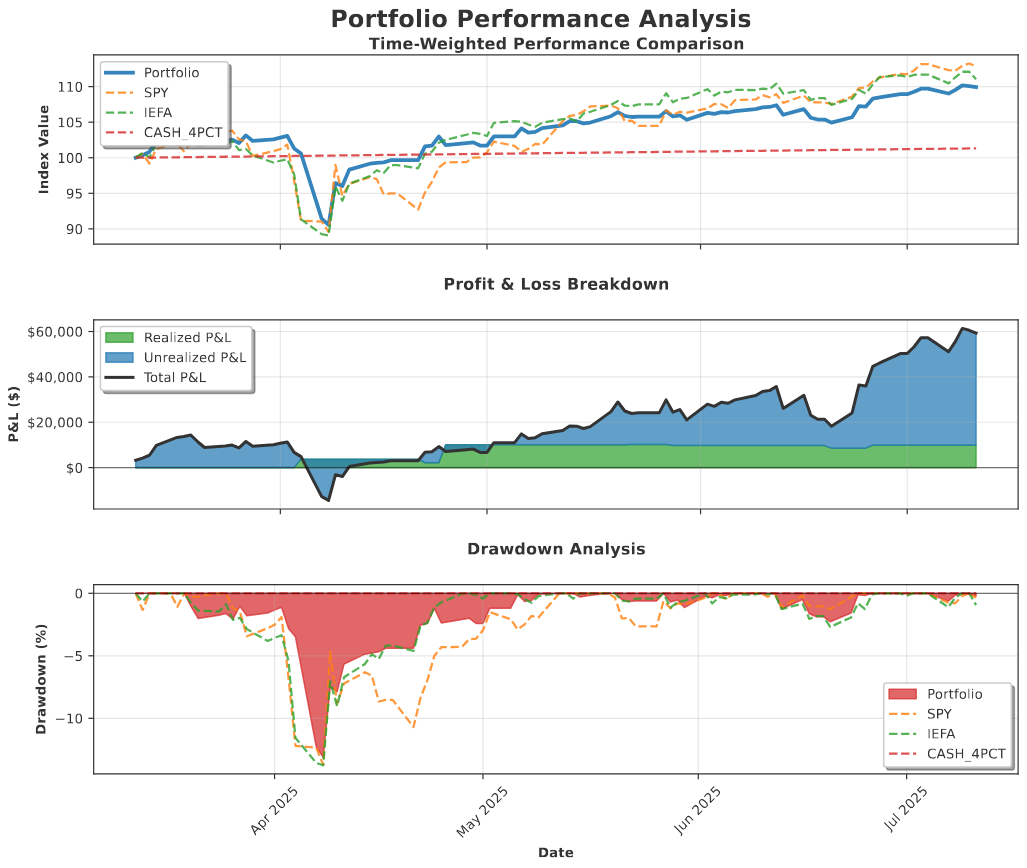 Portfolio Performance Analysis
Time-Weighted Performance Comparison
Index Value
110
105
100
95
90
Portfolio
SPY
IEFA
CASH_4PCT
Profit & Loss Breakdown
P&L ($)
$60,000
$40,000
$20,000
$0
Realized P&L
Unrealized P&L
Total P&L
Drawdown Analysis
Drawdown (%)
0
−5
−10
Portfolio
SPY
IEFA
CASH_4PCT
Apr 2025
May 2025
Jun 2025
Jul 2025
Date